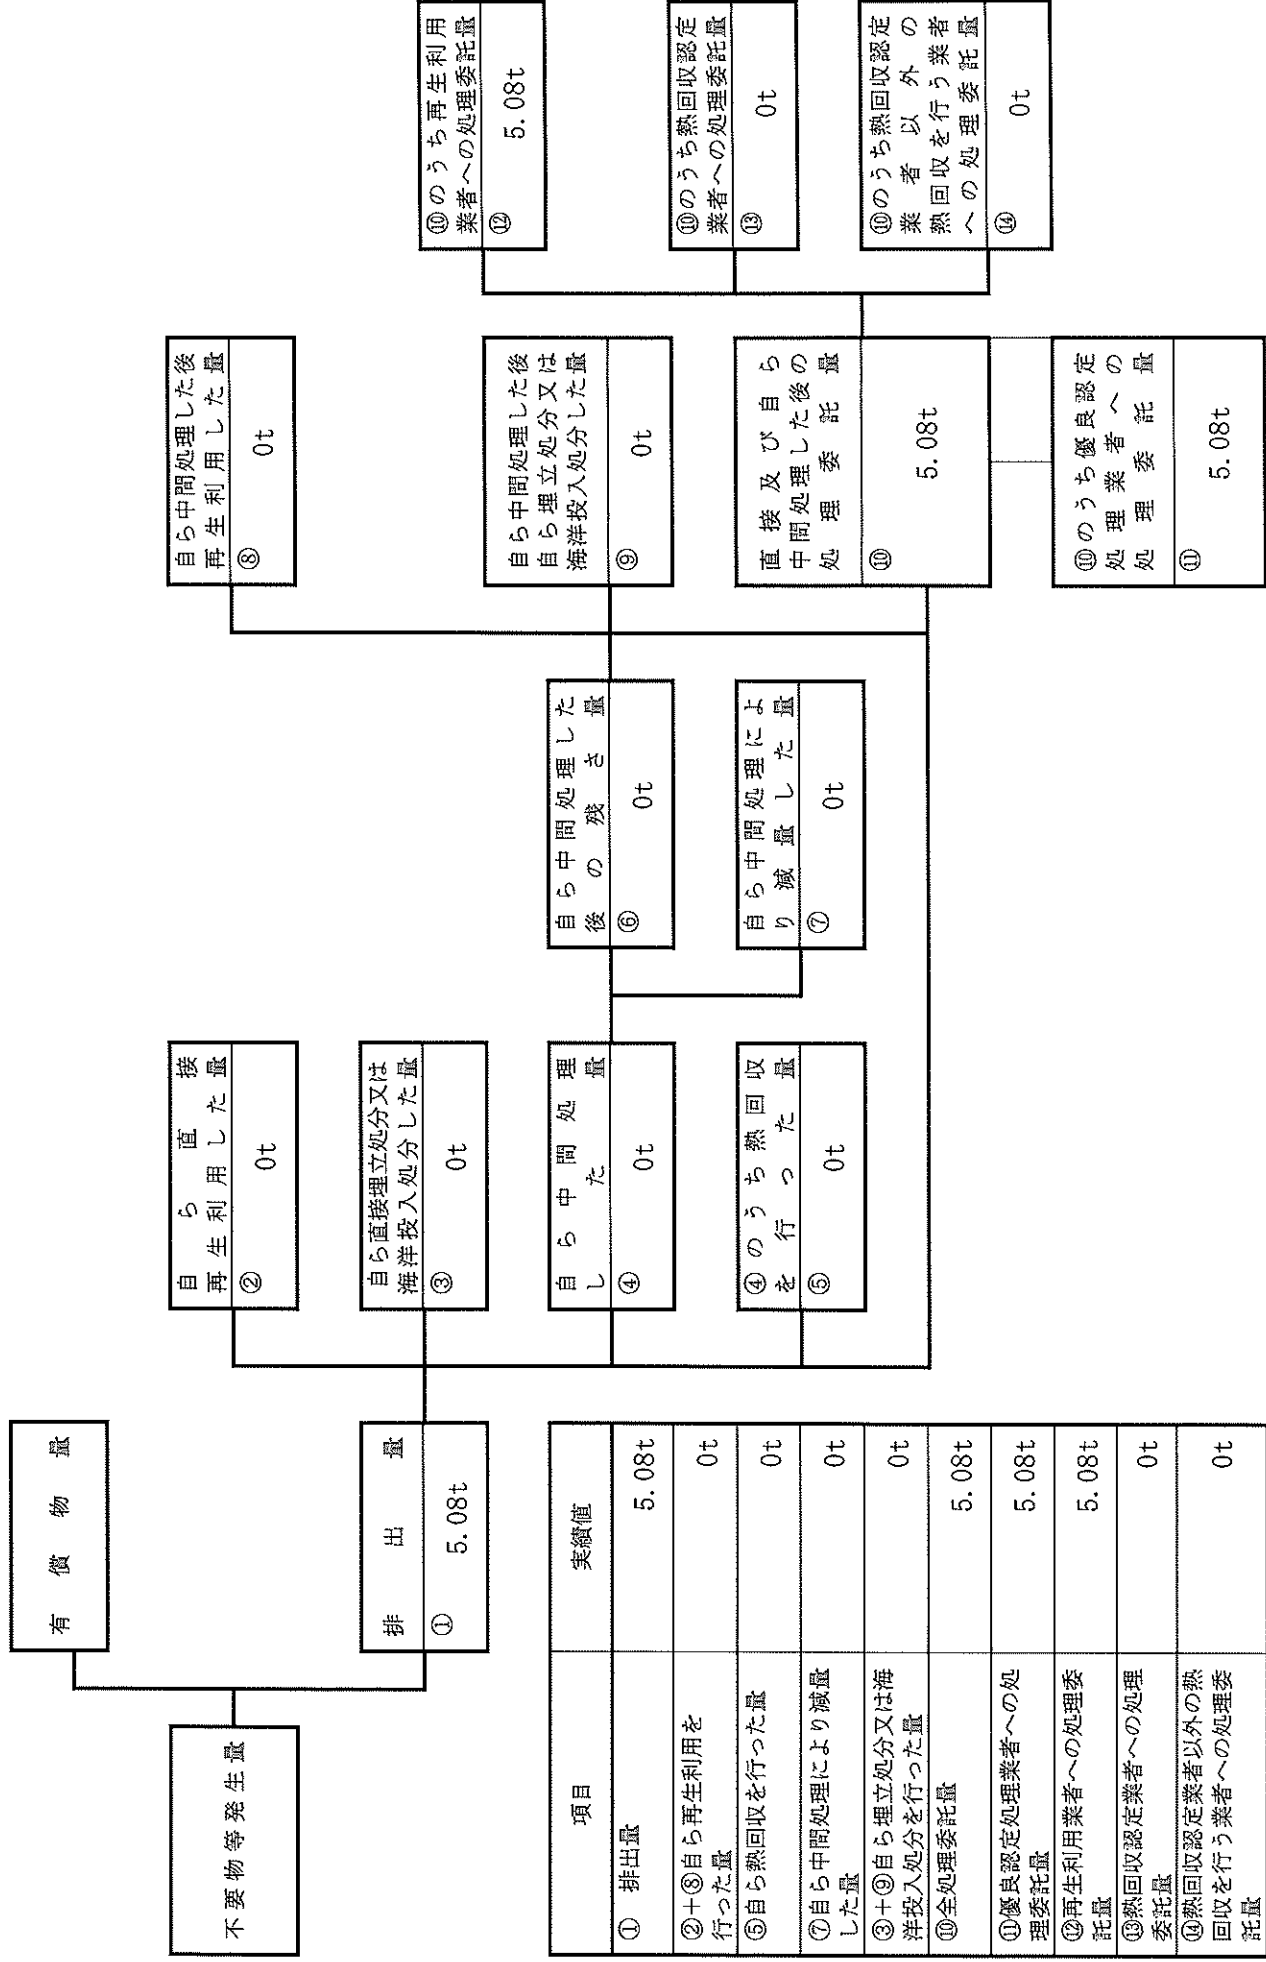 不要物等発生量
有償物量
排出量
① 5.08t
自ら直接
再生利用した量
② 0t
自ら直接埋立処分又は
海洋投入処分した量
③ 0t
自ら中間処理
した量
④ 0t
④のうち熱回収
を行った量
⑤ 0t
自ら中間処理した
後の残さ量
⑥ 0t
自ら中間処理によ
り減量した量
⑦ 0t
自ら中間処理した後
再生利用した量
⑧ 0t
自ら中間処理した後
自ら埋立処分又は
海洋投入処分した量
⑨ 0t
直接及び自ら
中間処理した後の
処理委託量
⑩ 5.08t
⑩のうち優良認定
処理業者への
処理委託量
⑪ 5.08t
⑩のうち再生利用
業者への処理委託量
⑫ 5.08t
⑩のうち熱回収認定
業者への処理委託量
⑬ 0t
⑩のうち熱回収認定
業者以外の
熱回収を行う業者
への処理委託量
⑭ 0t
項目 実績値
① 排出量 5.08t
②+⑧自ら再生利用を
行った量 0t
⑤自ら熱回収を行った量 0t
⑦自ら中間処理により減量
した量 0t
③+⑨自ら埋立処分又は海
洋投入処分を行った量 0t
⑩全処理委託量 5.08t
⑪優良認定処理業者への処
理委託量 5.08t
⑫再生利用業者への処理委
託量 5.08t
⑬熱回収認定業者への処理
委託量 0t
⑭熱回収認定業者以外の熱
回収を行う業者への処理委
託量 0t